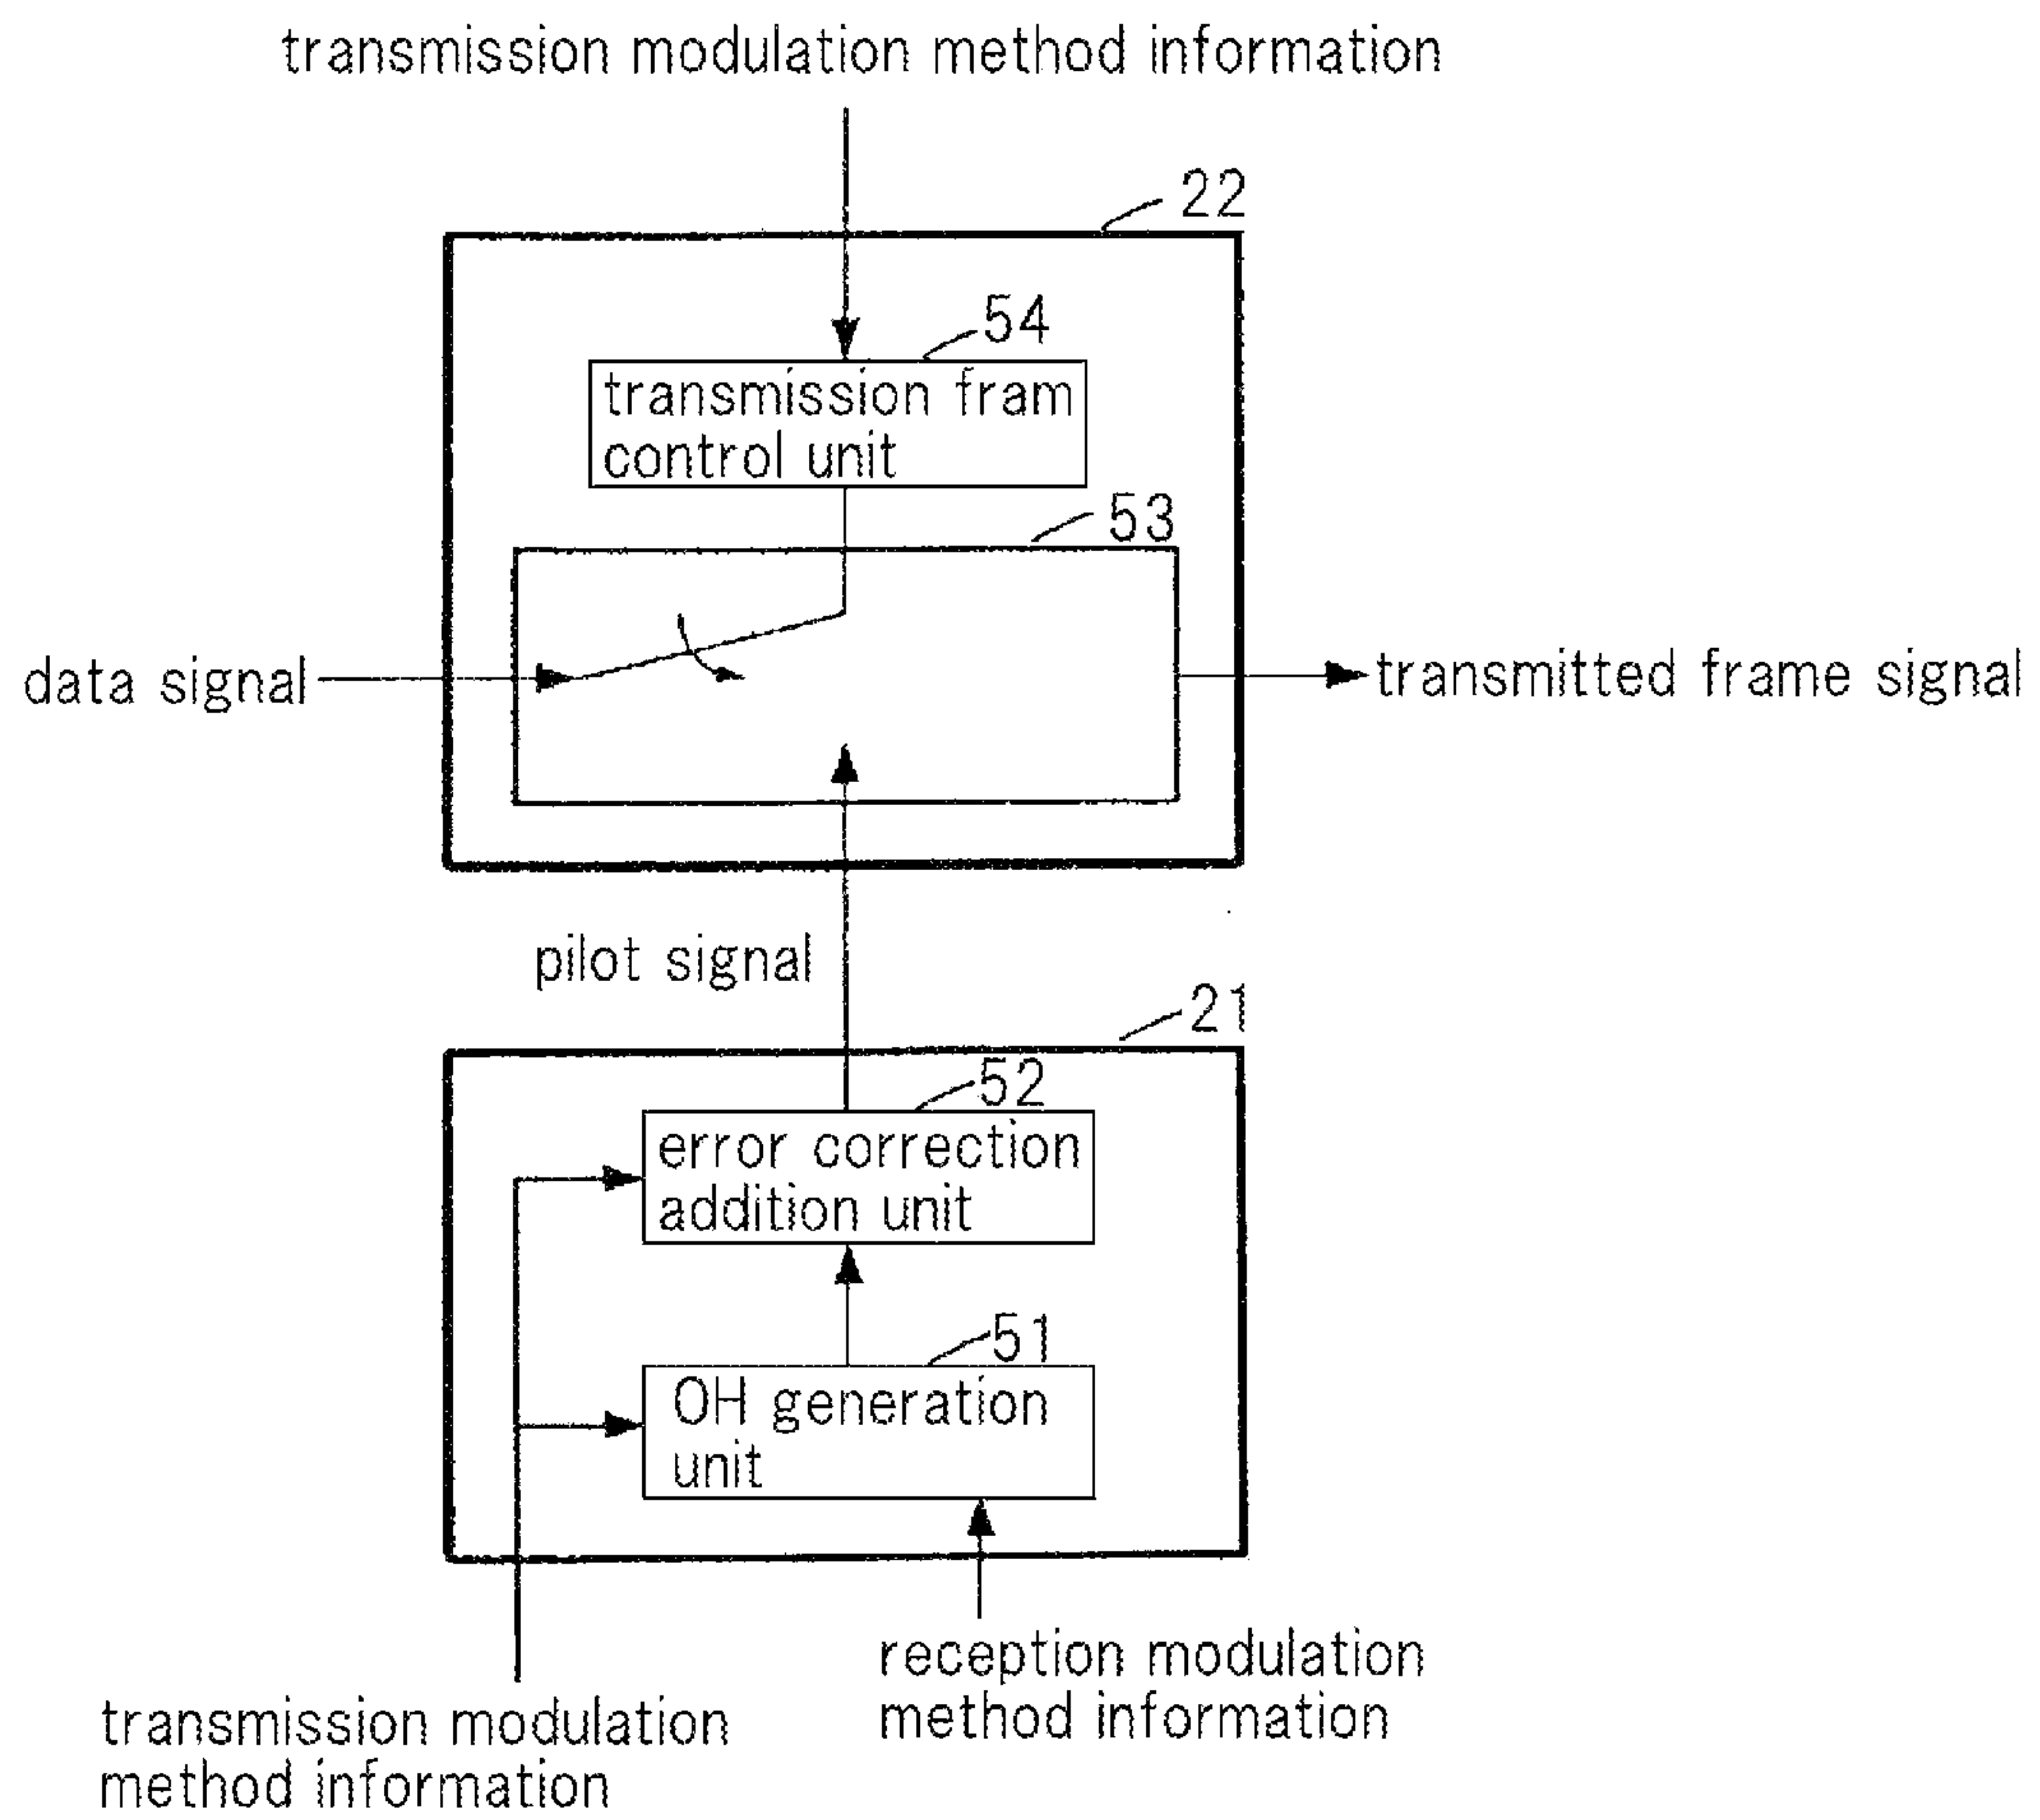 transmission modulation method information
22
54
transmission fram
control unit
53
data signal
transmitted frame signal
pilot signal
21
52
error correction
addition unit
51
OH generation
unit
reception modulation
method information
transmission modulation
method information